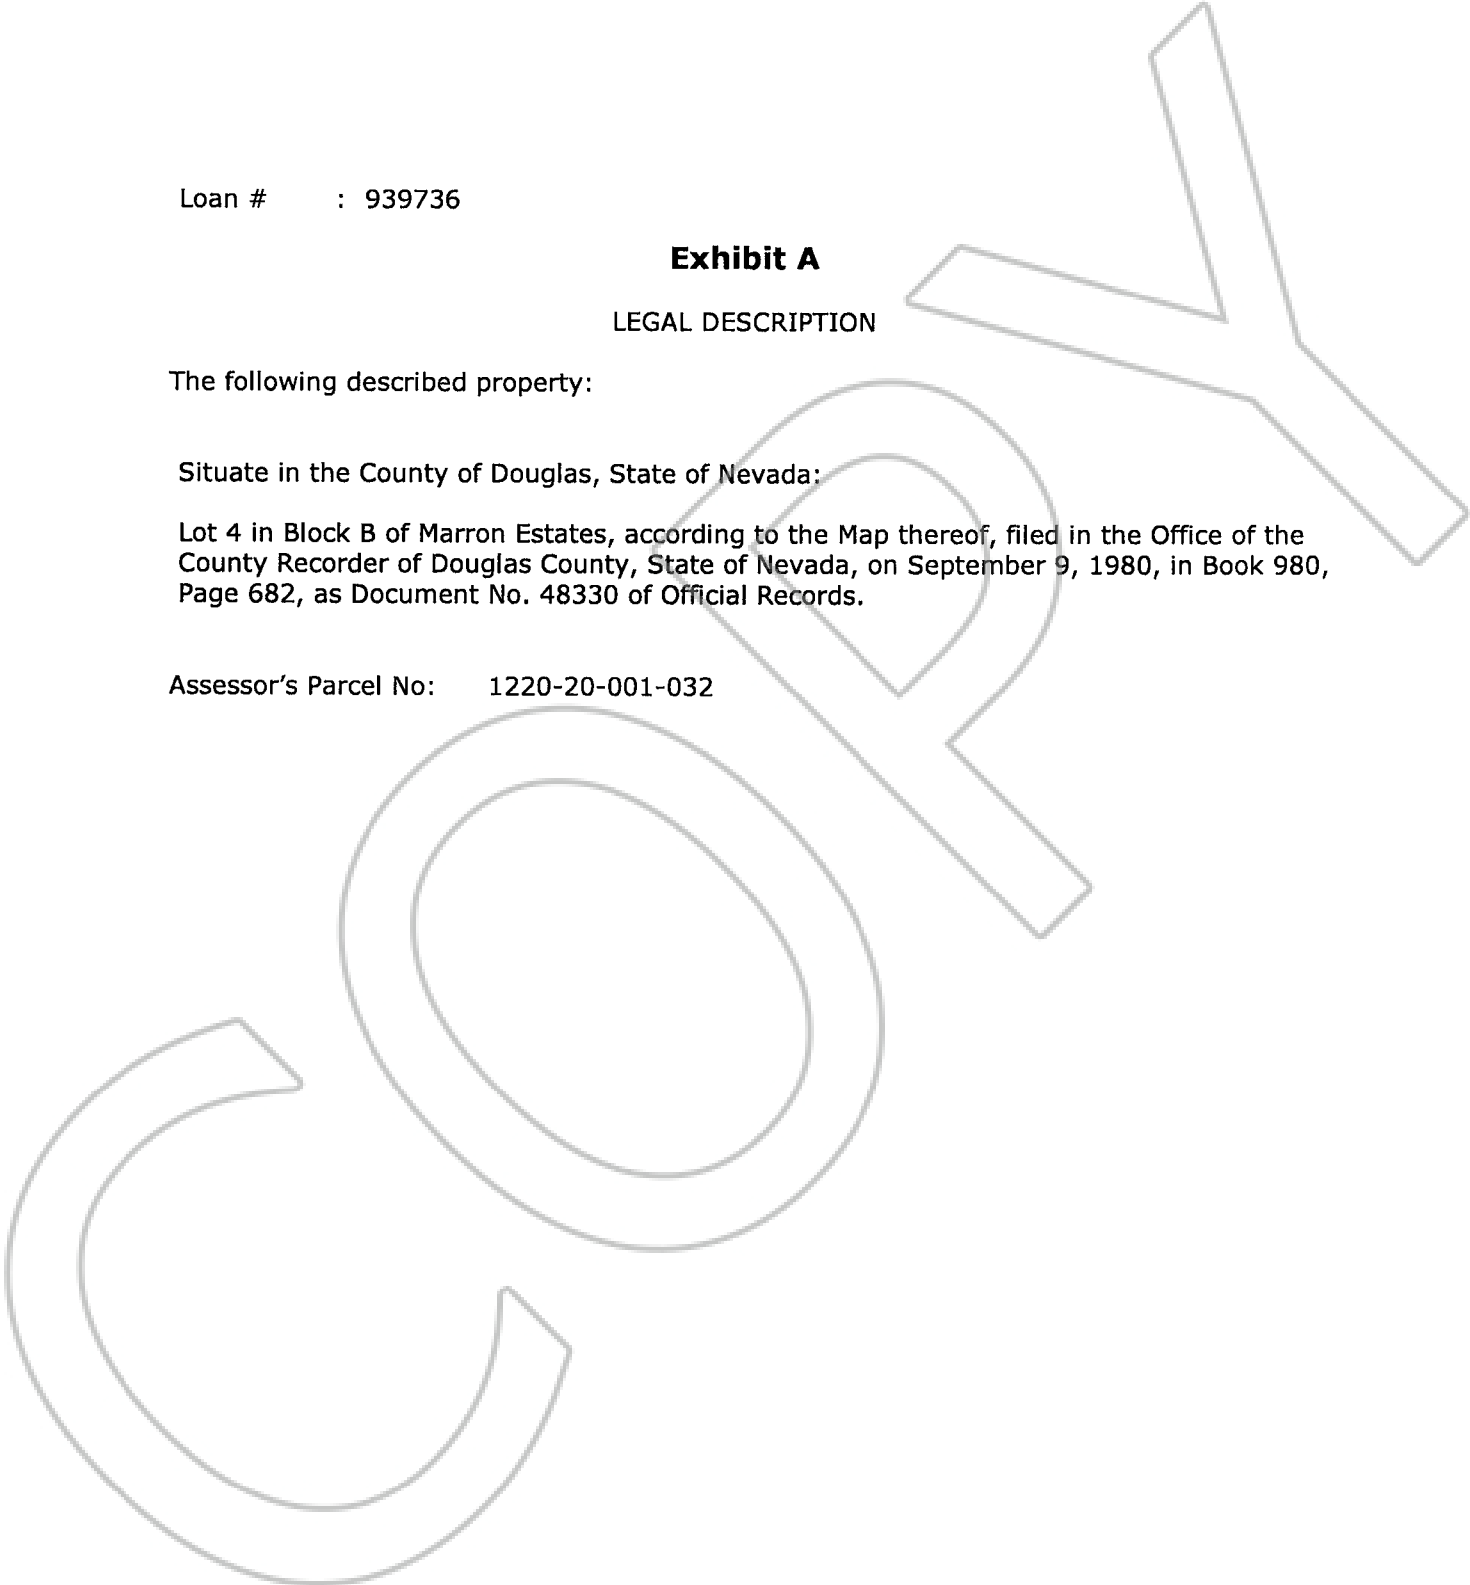 Loan # : 939736
Exhibit A
LEGAL DESCRIPTION
The following described property:
Situate in the County of Douglas, State of Nevada:
Lot 4 in Block B of Marron Estates, according to the Map thereof, filed in the Office of the
County Recorder of Douglas County, State of Nevada, on September 9, 1980, in Book 980,
Page 682, as Document No. 48330 of Official Records.
Assessor's Parcel No: 1220-20-001-032
COPY